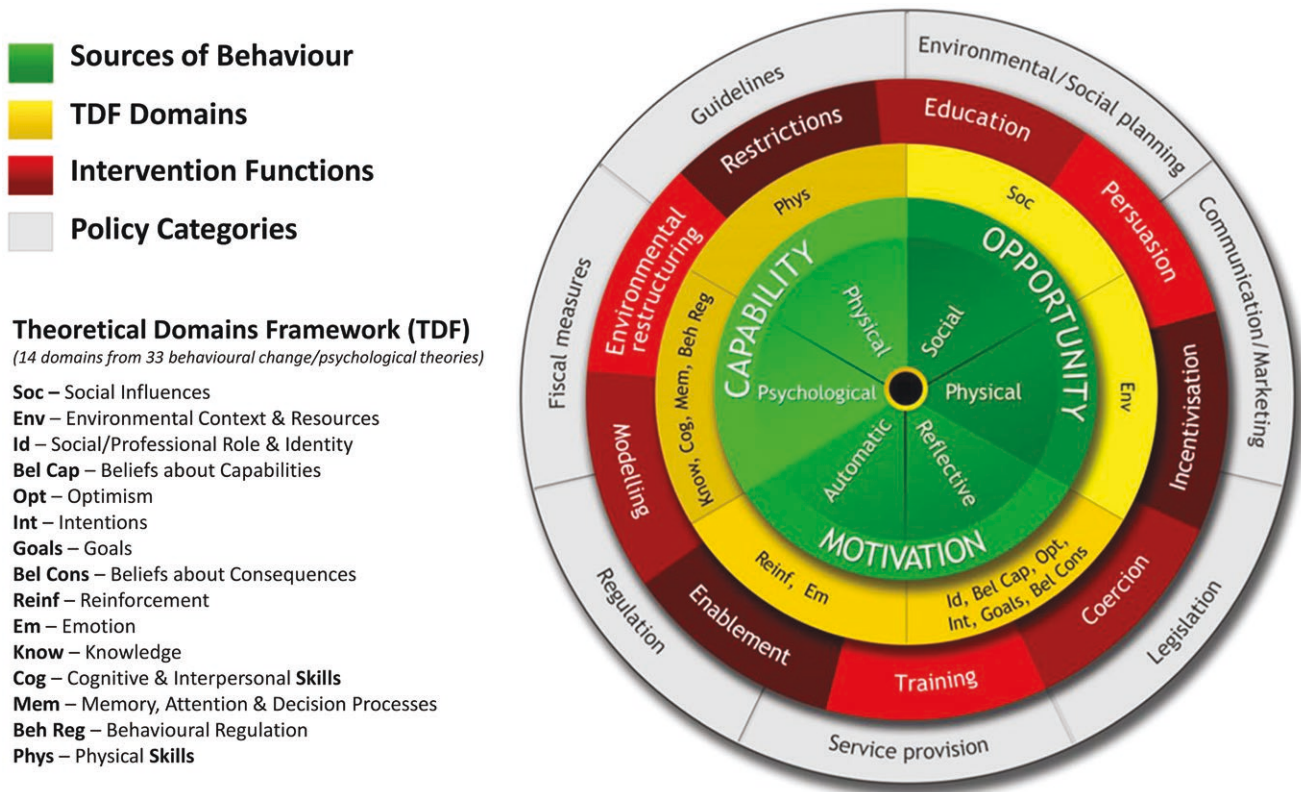 Sources of Behaviour
TDF Domains
Intervention Functions
Policy Categories
Theoretical Domains Framework (TDF)
(14 domains from 33 behavioural change/psychological theories)
Soc – Social Influences
Env – Environmental Context & Resources
Id – Social/Professional Role & Identity
Bel Cap – Beliefs about Capabilities
Opt – Optimism
Int – Intentions
Goals – Goals
Bel Cons – Beliefs about Consequences
Reinf – Reinforcement
Em – Emotion
Know – Knowledge
Cog – Cognitive & Interpersonal Skills
Mem – Memory, Attention & Decision Processes
Beh Reg – Behavioural Regulation
Phys – Physical Skills
Guidelines
Environmental/Social planning
Communication/Marketing
Legislation
Service provision
Regulation
Fiscal measures
Restrictions
Education
Persuasion
Incentivisation
Coercion
Training
Enablement
Modelling
Environmental
restructuring
Phys
Soc
Env
Id, Bel Cap, Opt,
Int, Goals, Bel Cons
Reinf, Em
Know, Cog, Mem, Beh Reg
CAPABILITY
OPPORTUNITY
MOTIVATION
Physical
Social
Physical
Reflective
Automatic
Psychological